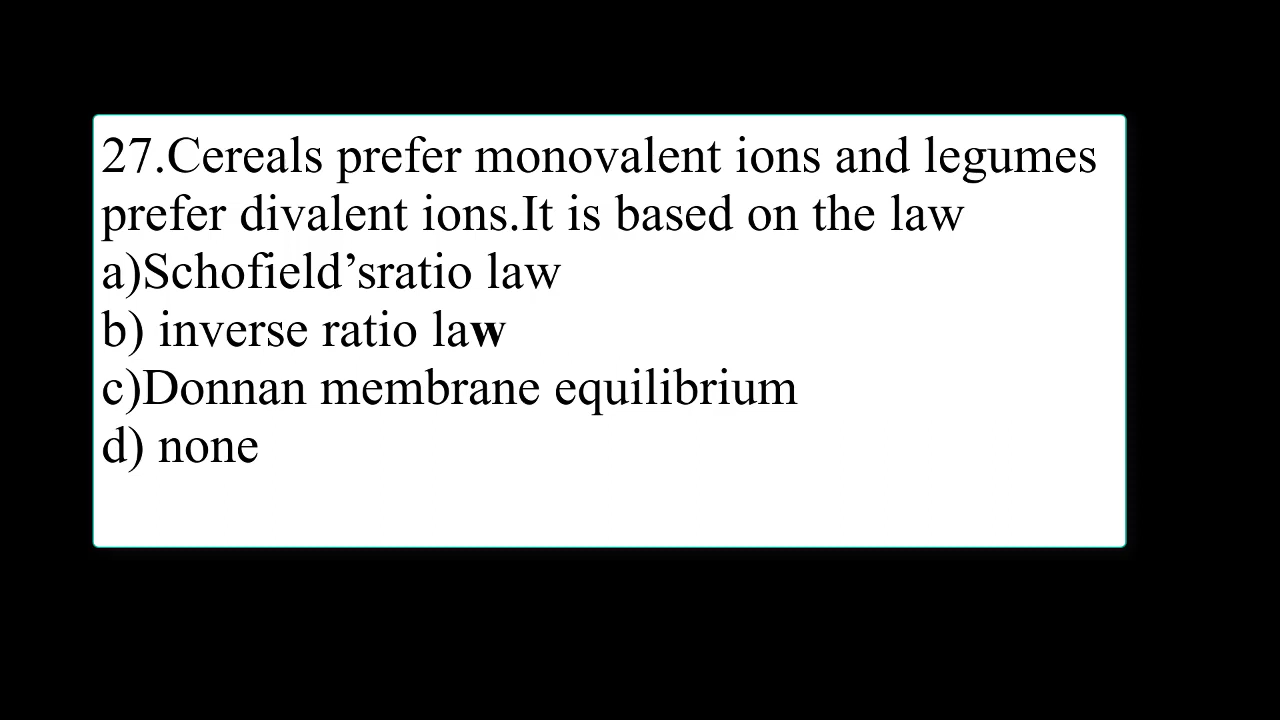 27.Cereals prefer monovalent ions and legumes
prefer divalent ions.It is based on the law
a)Schofield’sratio law
b) inverse ratio law
c)Donnan membrane equilibrium
d) none